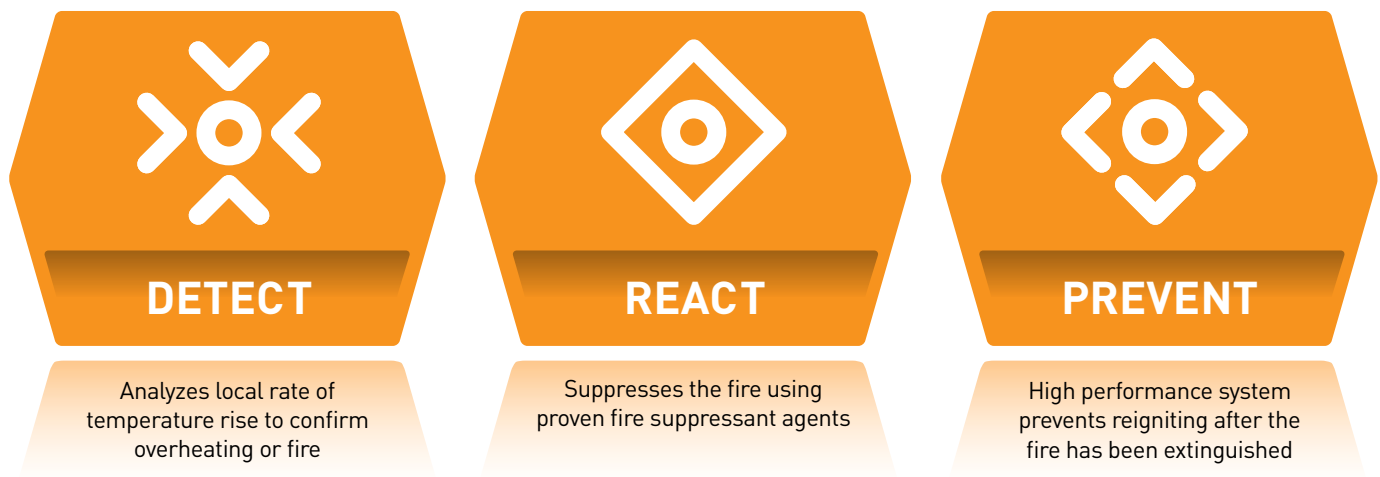 DETECT
Analyzes local rate of
temperature rise to confirm
overheating or fire
REACT
Suppresses the fire using
proven fire suppressant agents
PREVENT
High performance system
prevents reigniting after the
fire has been extinguished